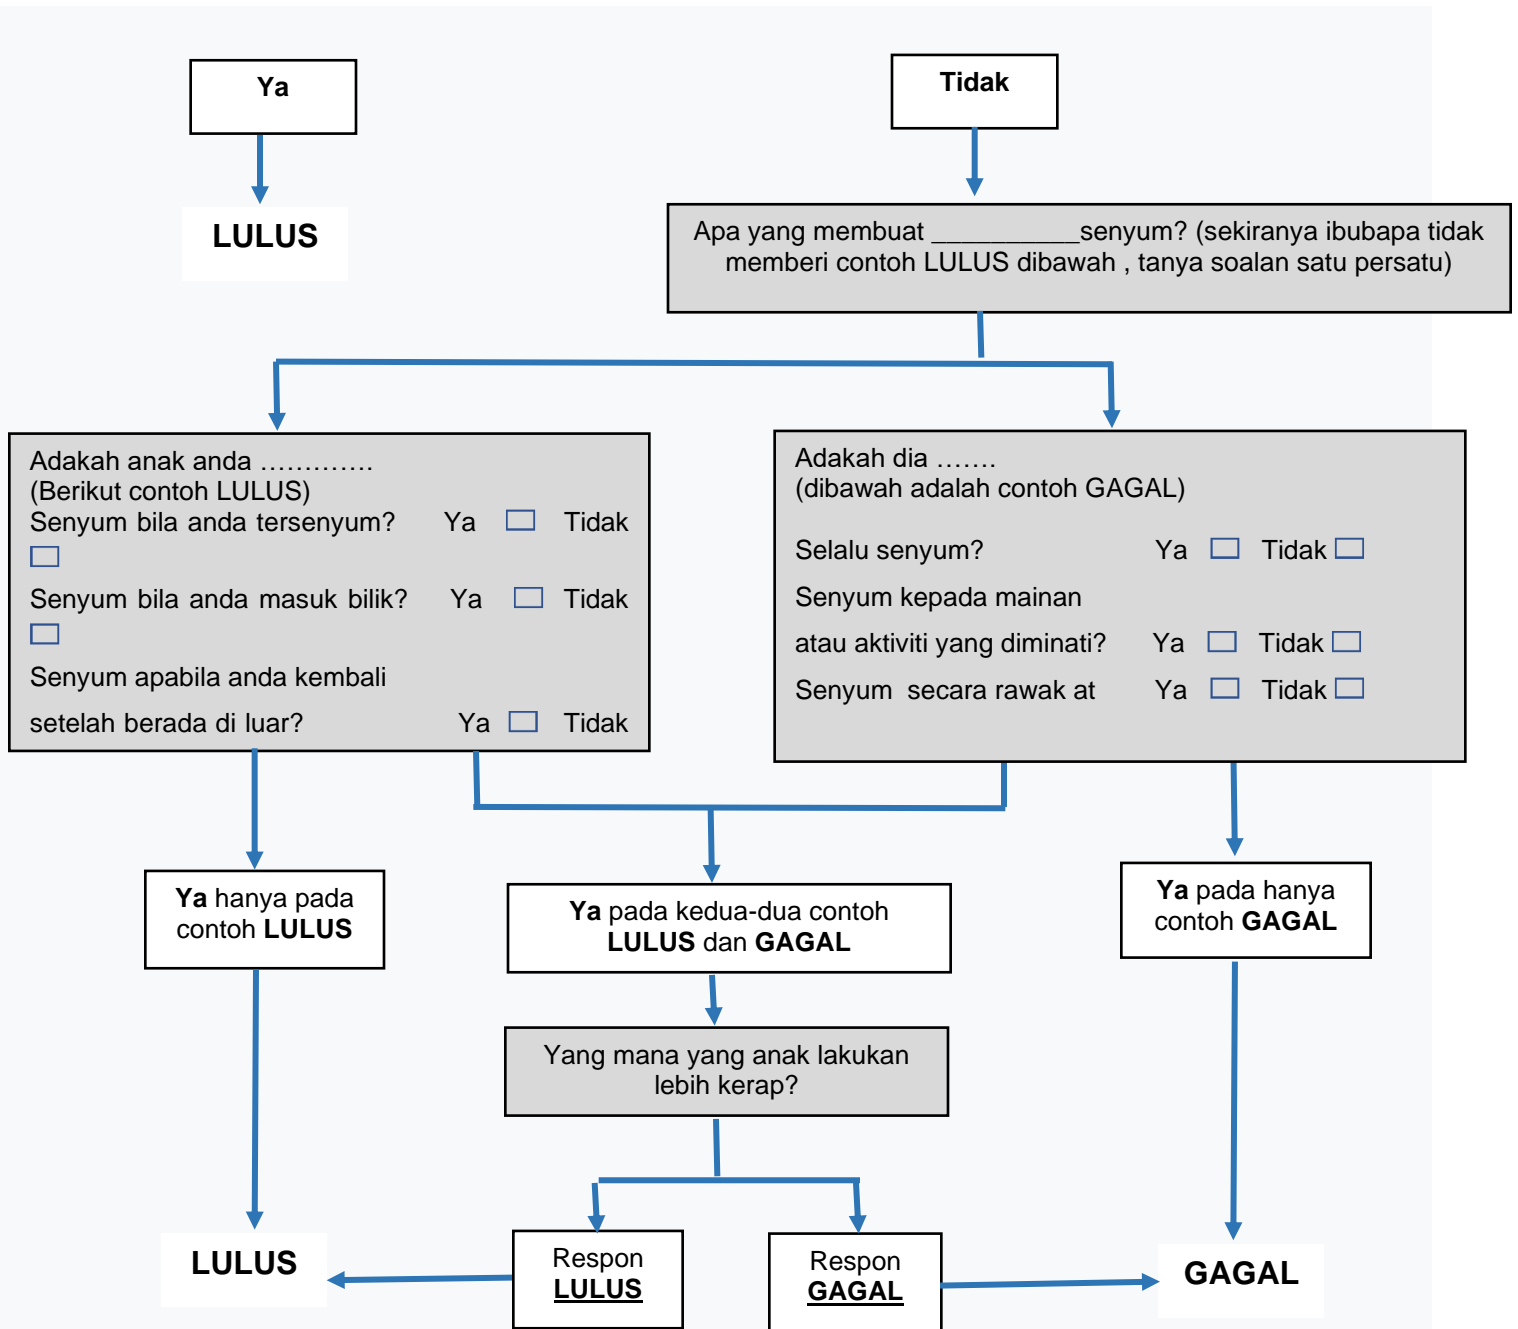 Ya
Tidak
LULUS
Apa yang membuat __________senyum? (sekiranya ibubapa tidak
memberi contoh LULUS dibawah , tanya soalan satu persatu)
Adakah anak anda ………….
(Berikut contoh LULUS)
Senyum bila anda tersenyum? Ya Tidak
Senyum bila anda masuk bilik? Ya Tidak
Senyum apabila anda kembali
setelah berada di luar? Ya Tidak
Adakah dia …….
(dibawah adalah contoh GAGAL)
Selalu senyum? Ya Tidak
Senyum kepada mainan
atau aktiviti yang diminati? Ya Tidak
Senyum secara rawak at Ya Tidak
Ya hanya pada
contoh LULUS
Ya pada kedua-dua contoh
LULUS dan GAGAL
Ya pada hanya
contoh GAGAL
Yang mana yang anak lakukan
lebih kerap?
LULUS
Respon
LULUS
Respon
GAGAL
GAGAL